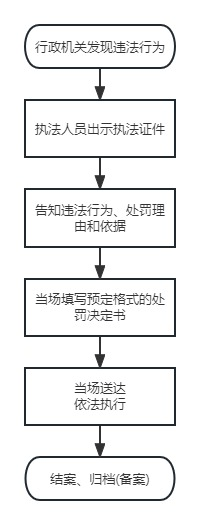 行政机关发现违法行为
执法人员出示执法证件
告知违法行为、处罚理
由和依据
当场填写预定格式的处
罚决定书
当场送达
依法执行
结案、归档(备案)